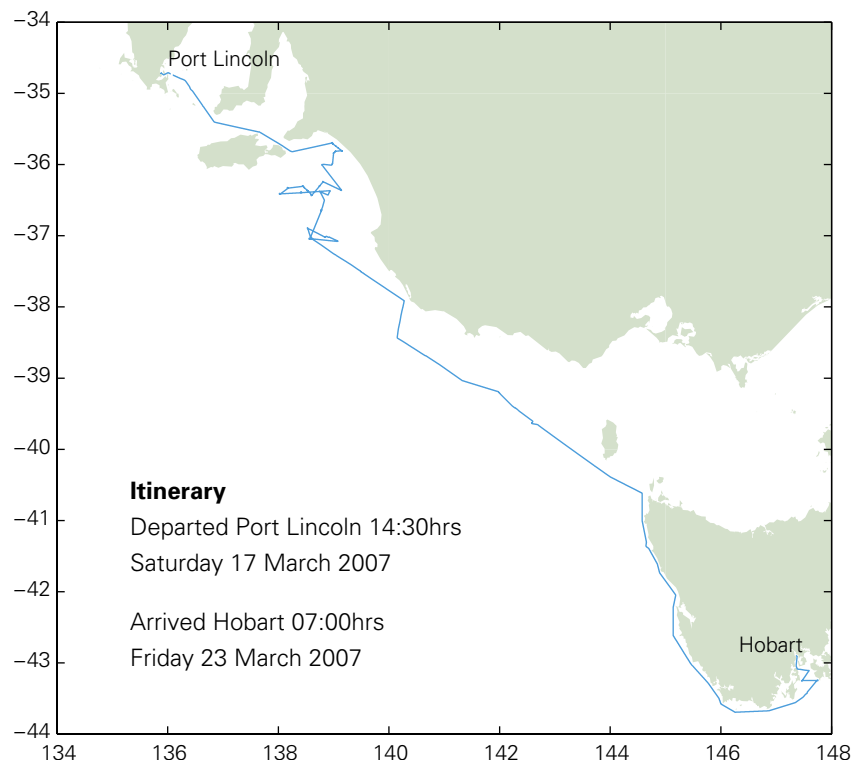 −34
Port Lincoln
−35
−36
−37
−38
−39
−40
Itinerary
−41
Departed Port Lincoln 14:30hrs
Saturday 17 March 2007
−42
Arrived Hobart 07:00hrs
Hobart
Friday 23 March 2007
−43
−44
134 136 138 140 142 144 146 148